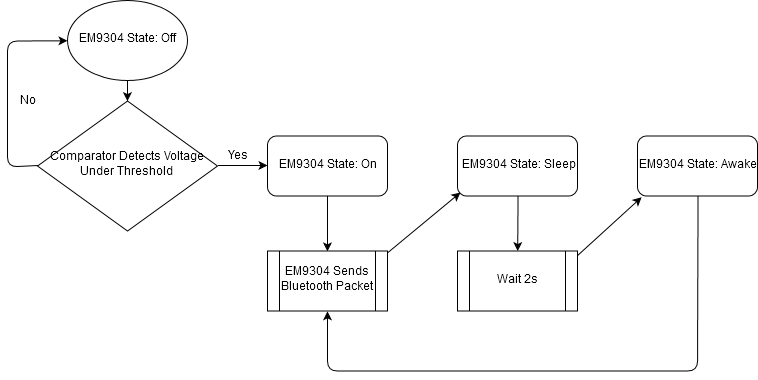 EM9304 State: Off
No
Comparator Detects Voltage
Under Threshold
Yes
EM9304 State: On
EM9304 State: Sleep
EM9304 State: Awake
EM9304 Sends
Bluetooth Packet
Wait 2s